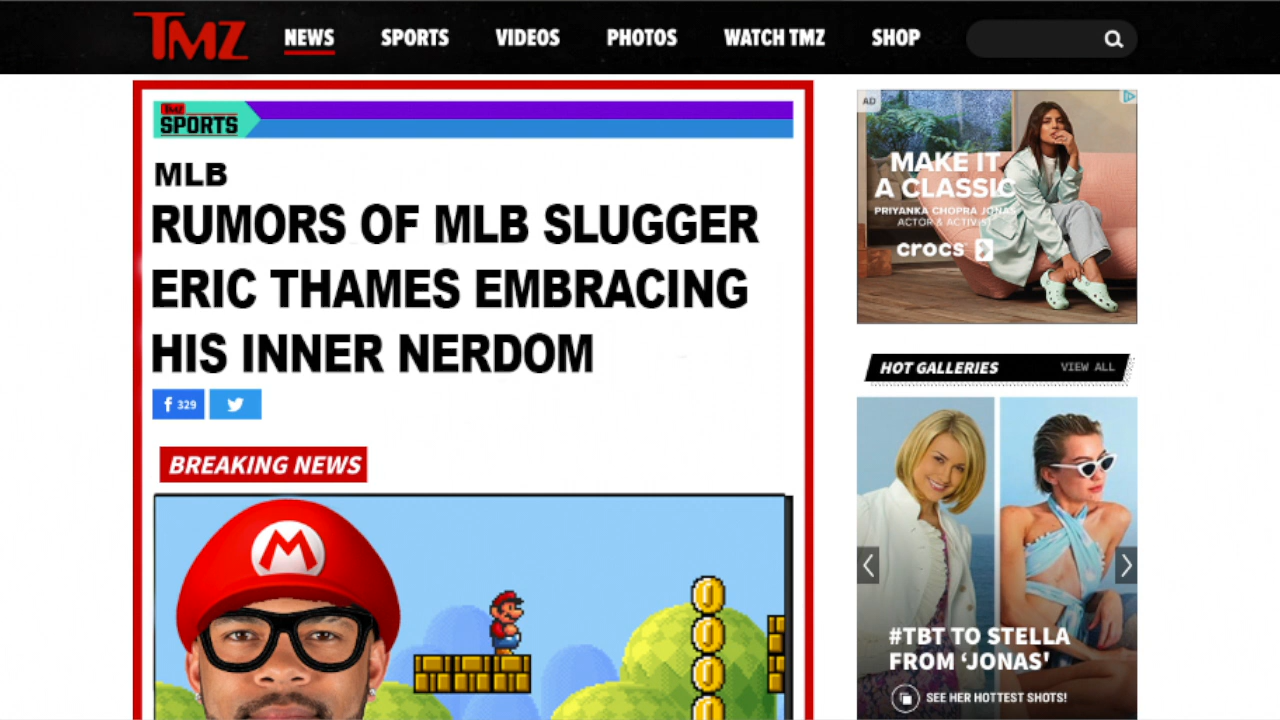 TMZ
NEWS SPORTS VIDEOS PHOTOS WATCH TMZ SHOP
TMZ
SPORTS
MLB
RUMORS OF MLB SLUGGER
ERIC THAMES EMBRACING
HIS INNER NERDOM
329
BREAKING NEWS
M
AD
MAKE IT
A CLASSIC
PRIYANKA CHOPRA JONAS
ACTOR & ACTIVIS
crocs
HOT GALLERIES VIEW ALL
#TBT TO STELLA
FROM ‘JONAS'
SEE HER HOTTEST SHOTS!